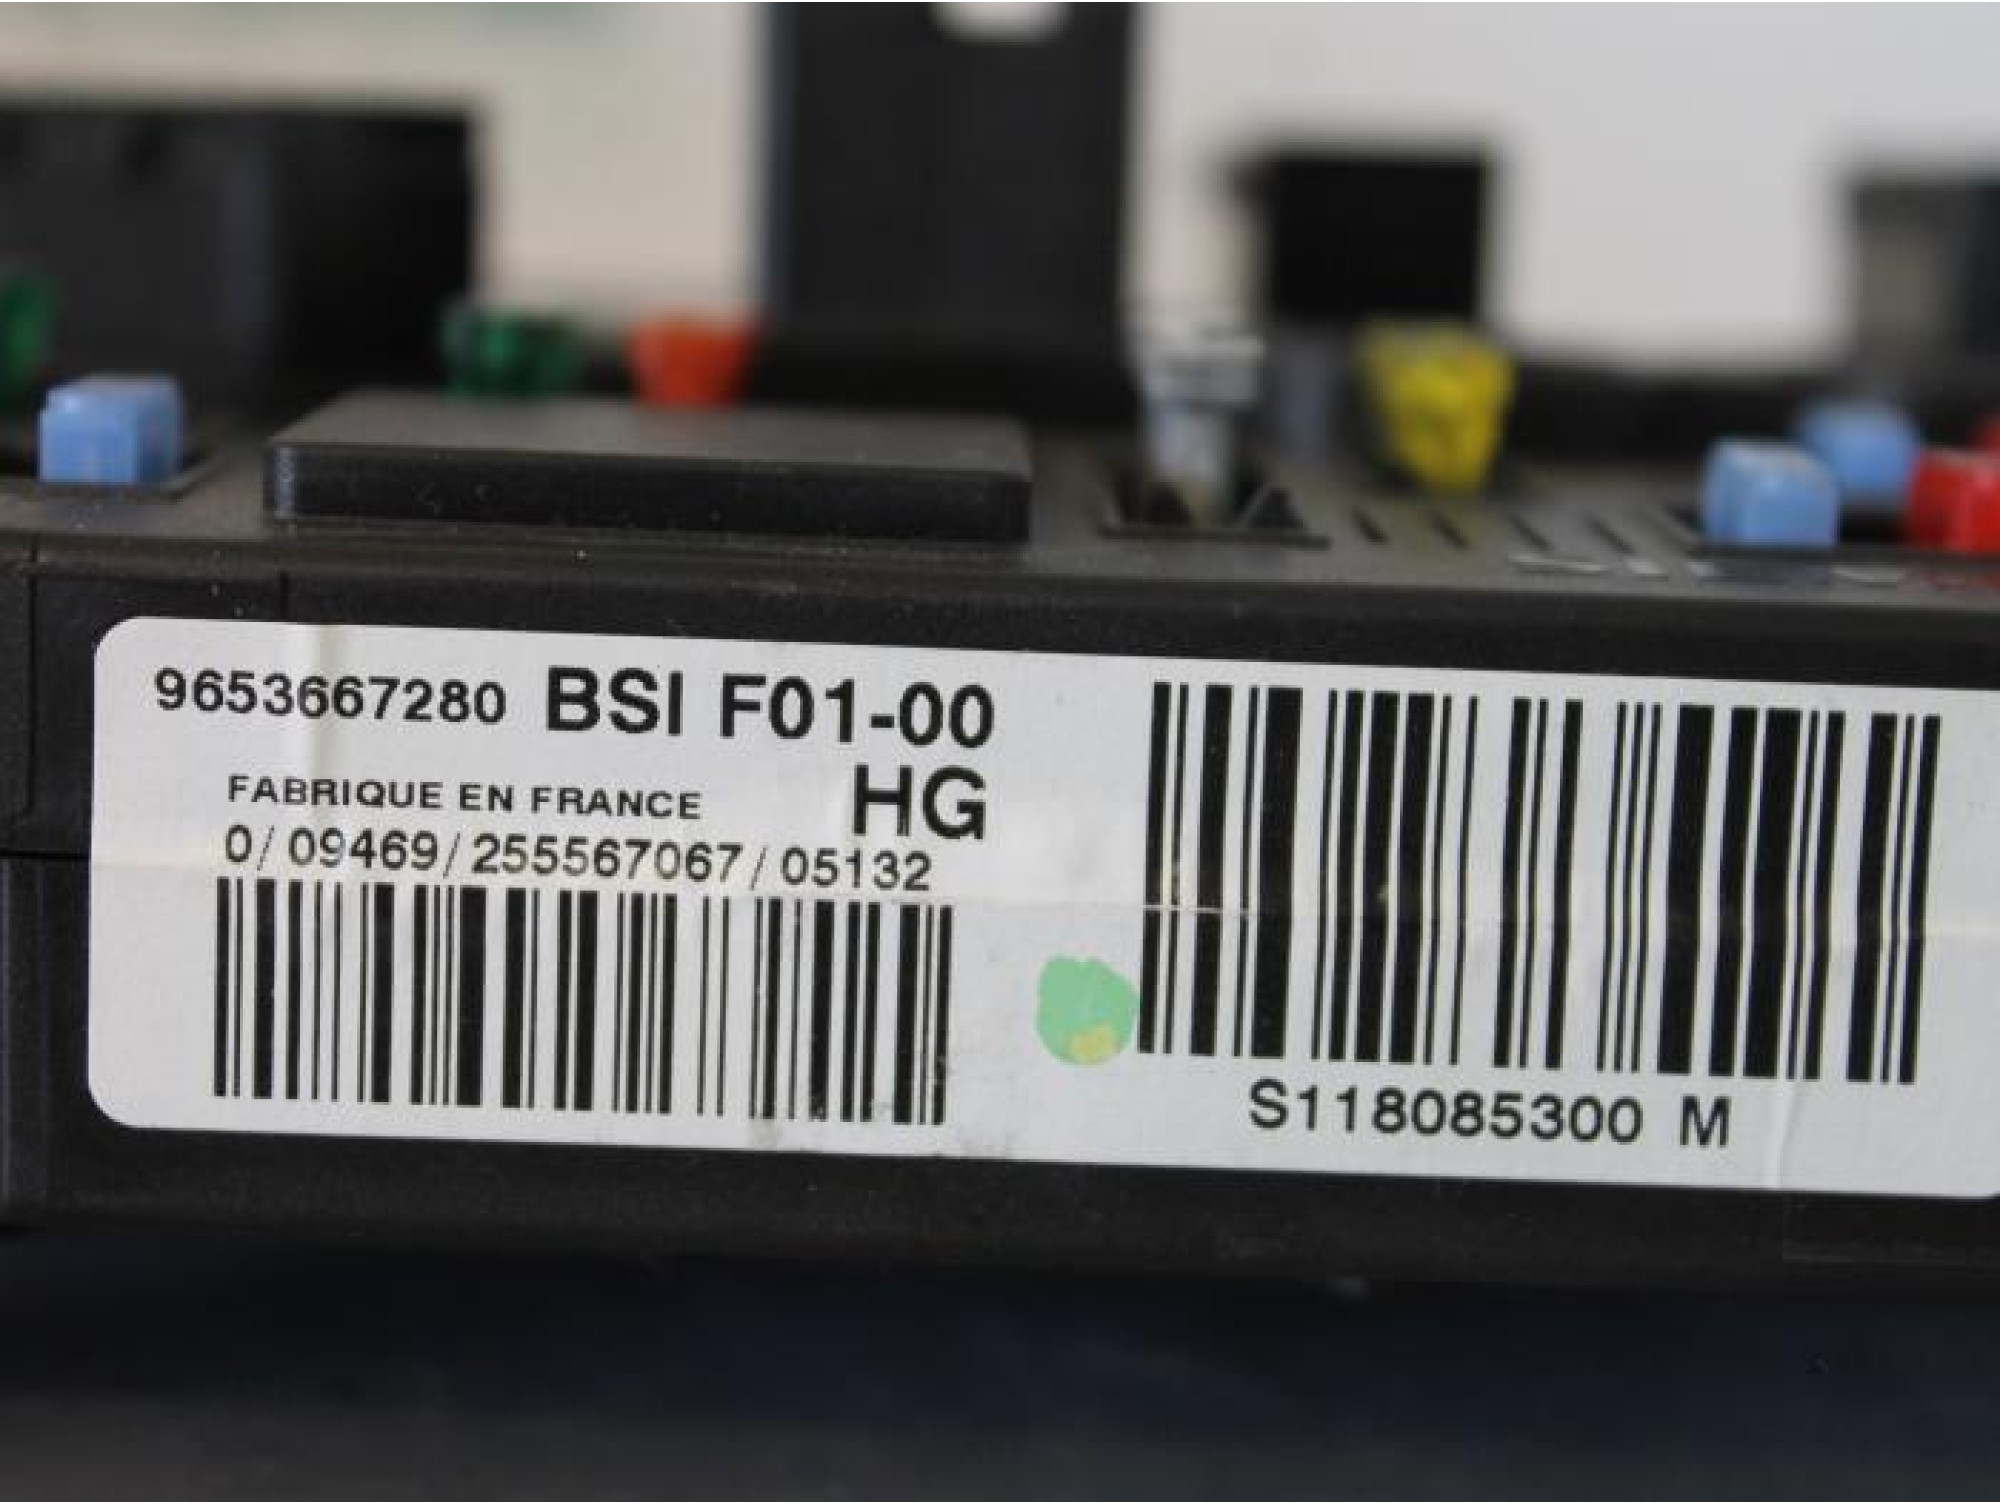 9653667280 BSI F01-00
HG
FABRIQUE EN FRANCE
0/09469/255567067/05132
S118085300 M